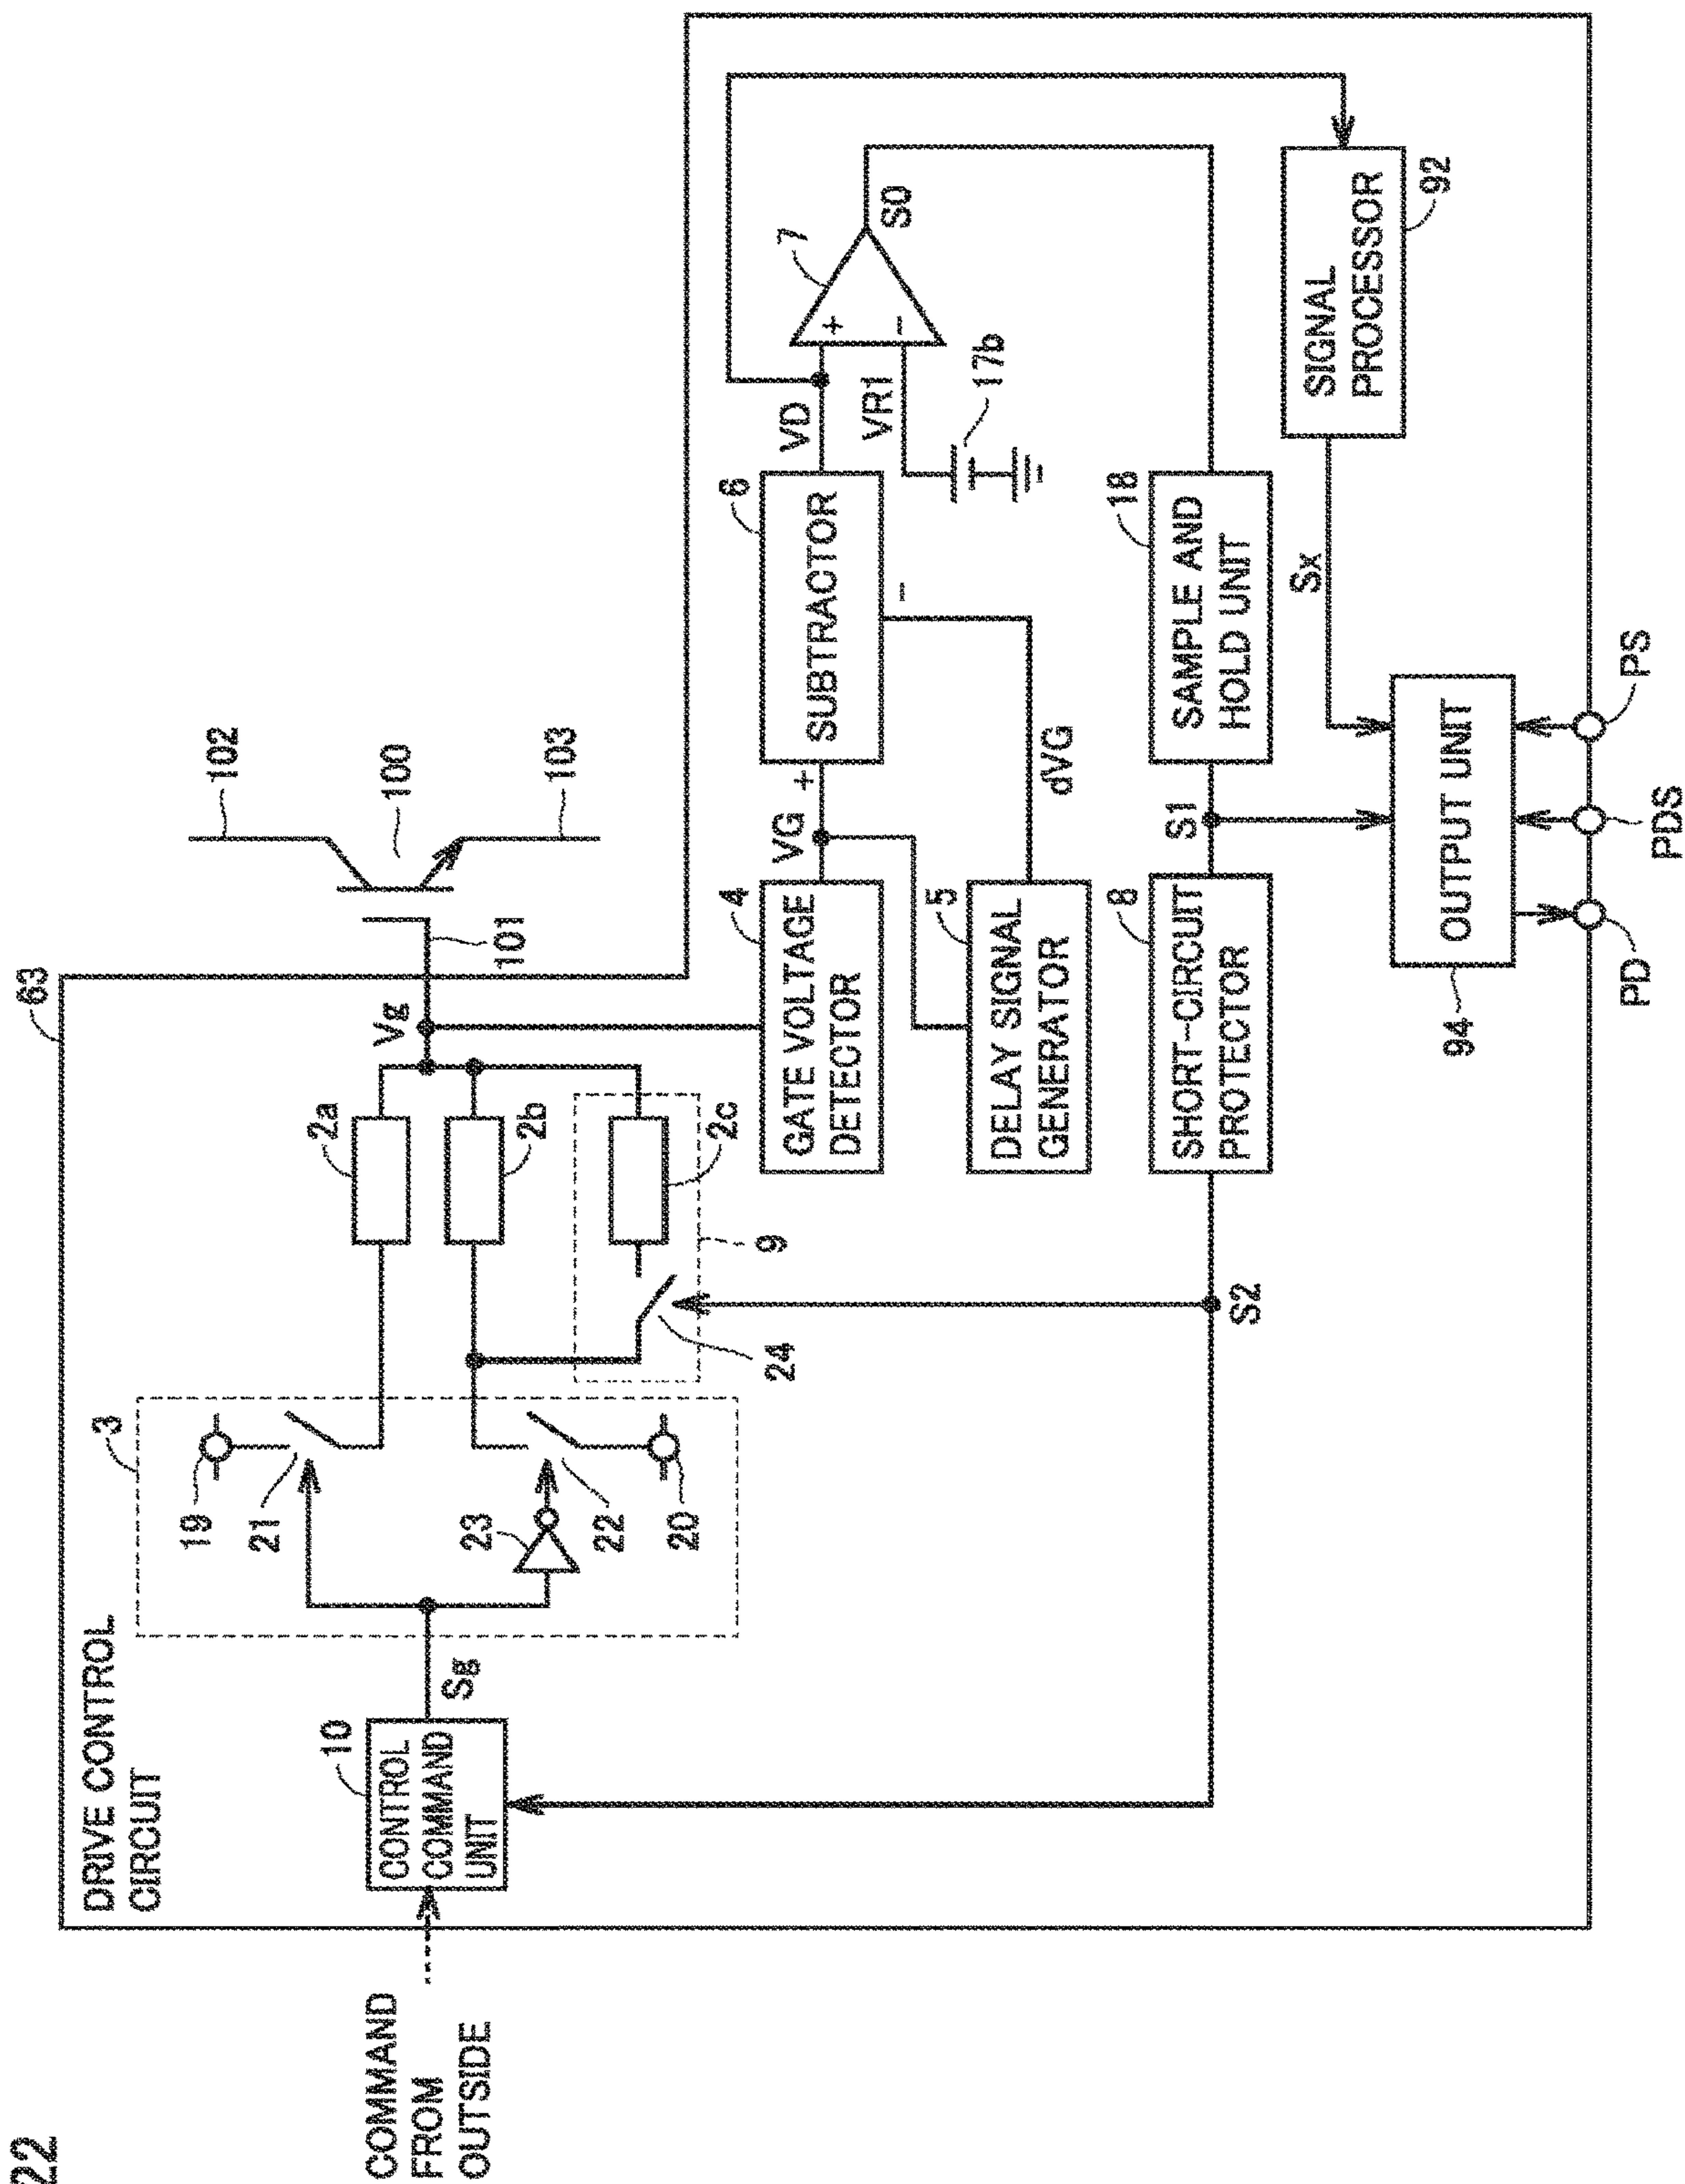 22
DRIVE CONTROL
CIRCUIT
63
COMMAND
FROM
OUTSIDE
10
CONTROL
COMMAND
UNIT
Sg
3
19
21
23
22
20
2a
2b
2c
9
24
Vg
101
102
100
103
4
GATE VOLTAGE
DETECTOR
VG
+
6
SUBTRACTOR
−
VD
VR1
7
+
−
S0
17b
5
DELAY SIGNAL
GENERATOR
dVG
8
SHORT-CIRCUIT
PROTECTOR
S2
S1
18
SAMPLE AND
HOLD UNIT
SIGNAL
PROCESSOR
92
Sx
OUTPUT UNIT
94
PD
PDS
PS